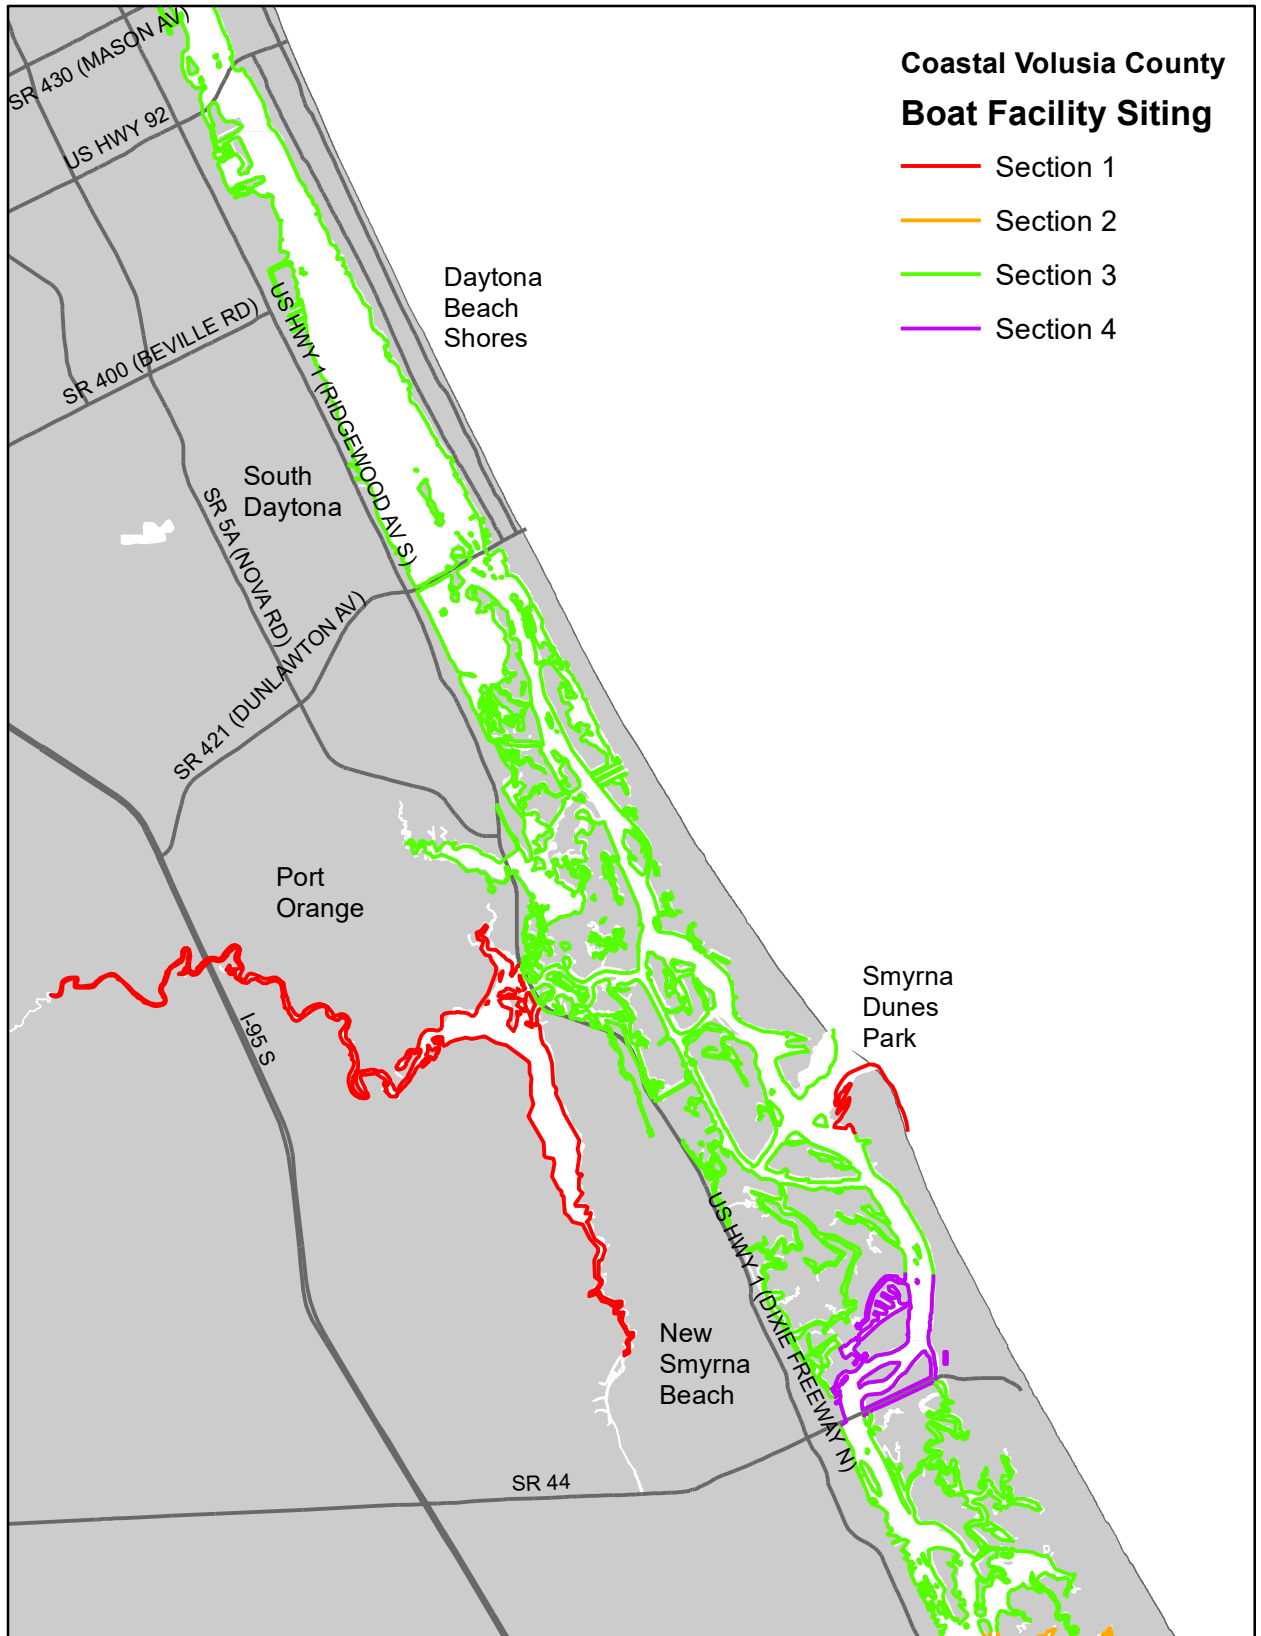 Coastal Volusia County
Boat Facility Siting
Section 1
Section 2
Section 3
Section 4
SR 430 (MASON AV)
US HWY 92
Daytona
Beach
Shores
SR 400 (BEVILLE RD)
US HWY 1 (RIDGEWOOD AV S)
South
Daytona
SR 5A (NOVA RD)
SR 421 (DUNLAWTON AV)
Port
Orange
I-95 S
Smyrna
Dunes
Park
US HWY 1 (DIXIE FREEWAY N)
New
Smyrna
Beach
SR 44